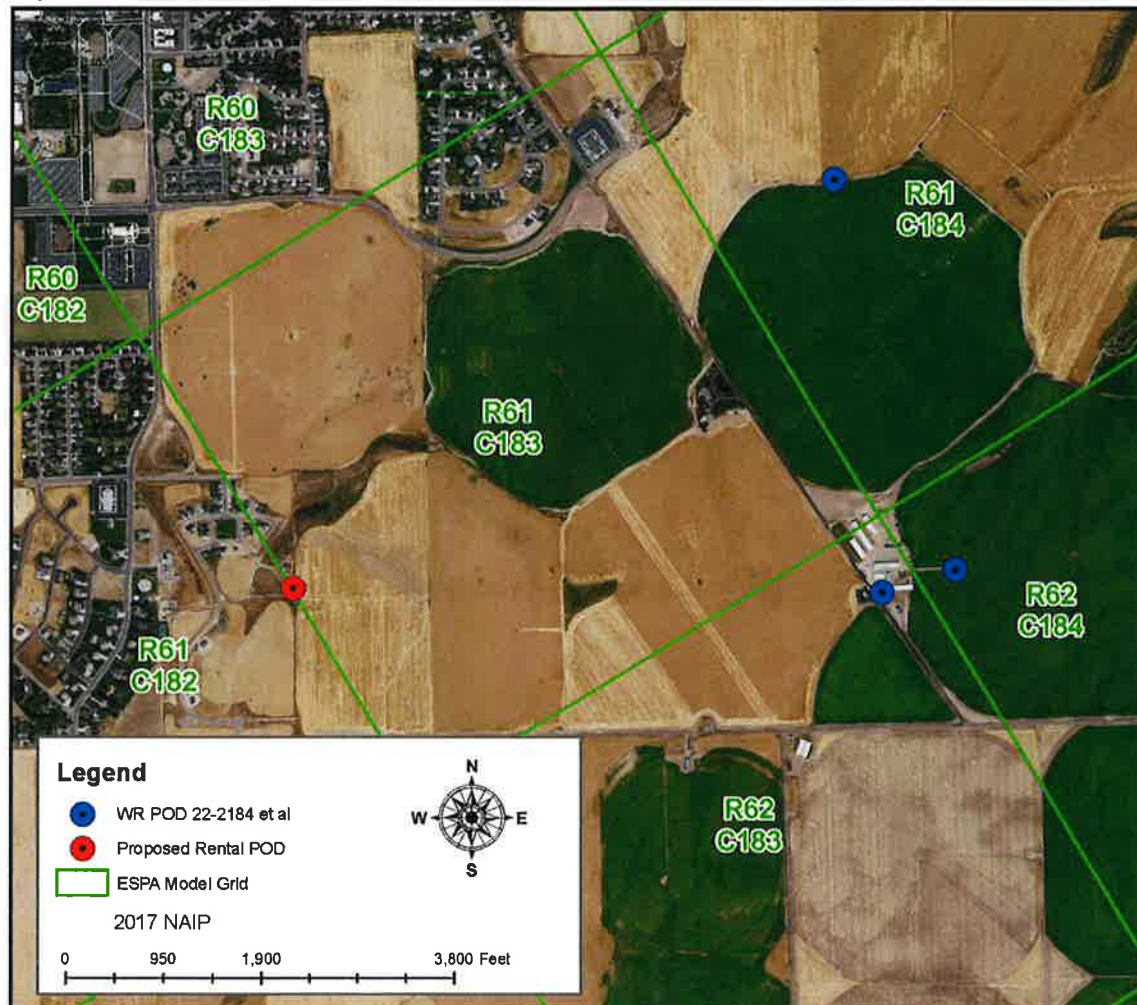 R60
C183
R61
C184
R60
C182
R61
C183
R62
C184
R61
C182
R62
C183
Legend
WR POD 22-2184 et al
Proposed Rental POD
ESPA Model Grid
2017 NAIP
N
W
E
S
0 950 1,900 3,800 Feet